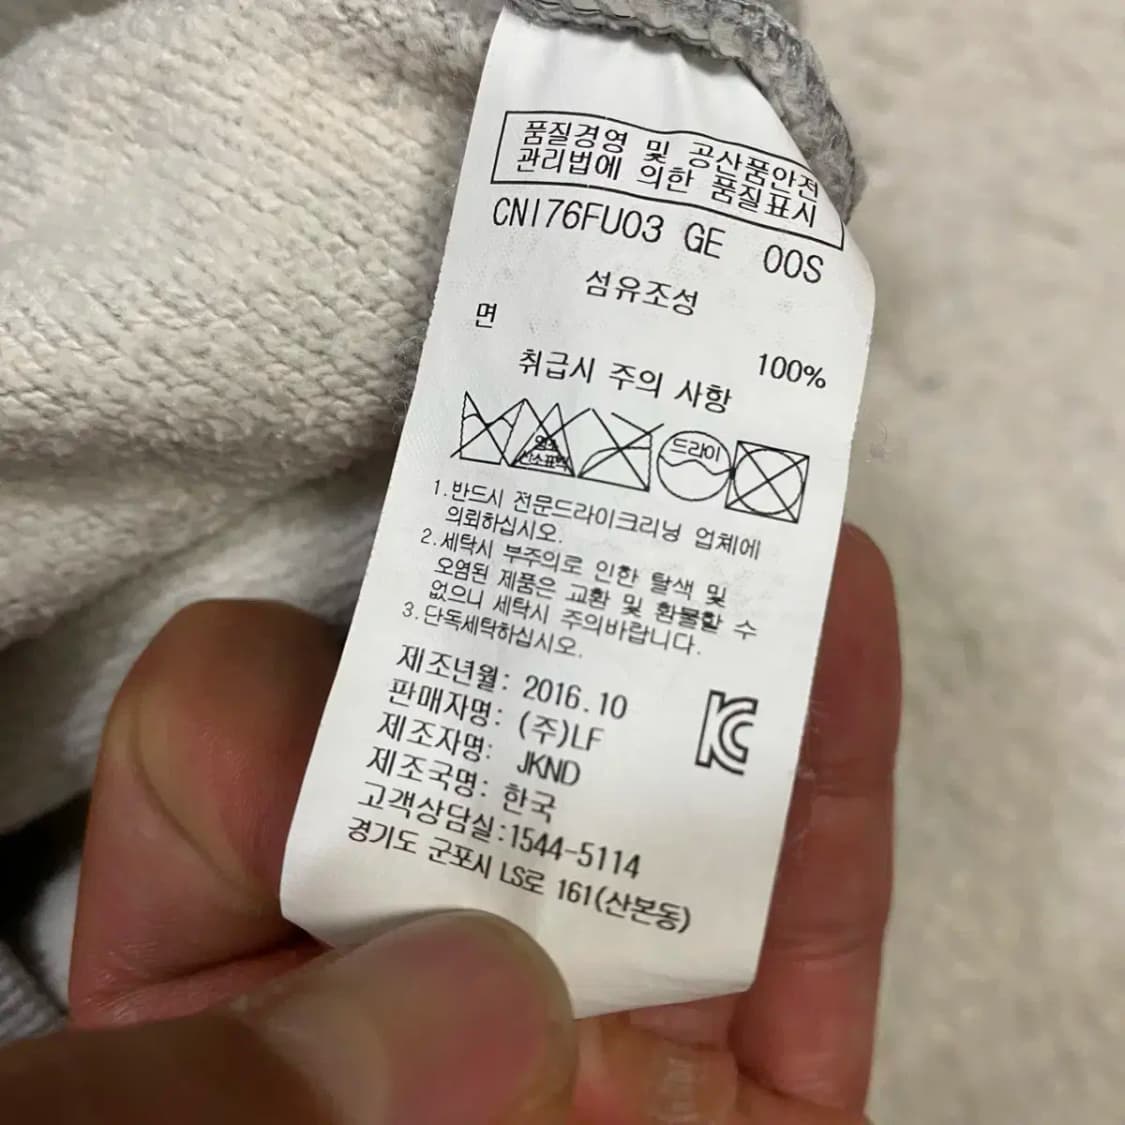 품질경영 및 공산품안전
관리법에 의한 품질표시
CNI76FU03 GE 00S
섬유조성
면 100%
취급시 주의 사항
염소
산소표백
드라이
1.반드시 전문드라이크리닝 업체에
의뢰하십시오.
2.세탁시 부주의로 인한 탈색 및
오염된 제품은 교환 및 환불할 수
없으니 세탁시 주의바랍니다.
3.단독세탁하십시오.
제조년월: 2016.10
판매자명: (주)LF
제조자명: JKND
제조국명: 한국
고객상담실:1544-5114
경기도 군포시 LS로 161(산본동)